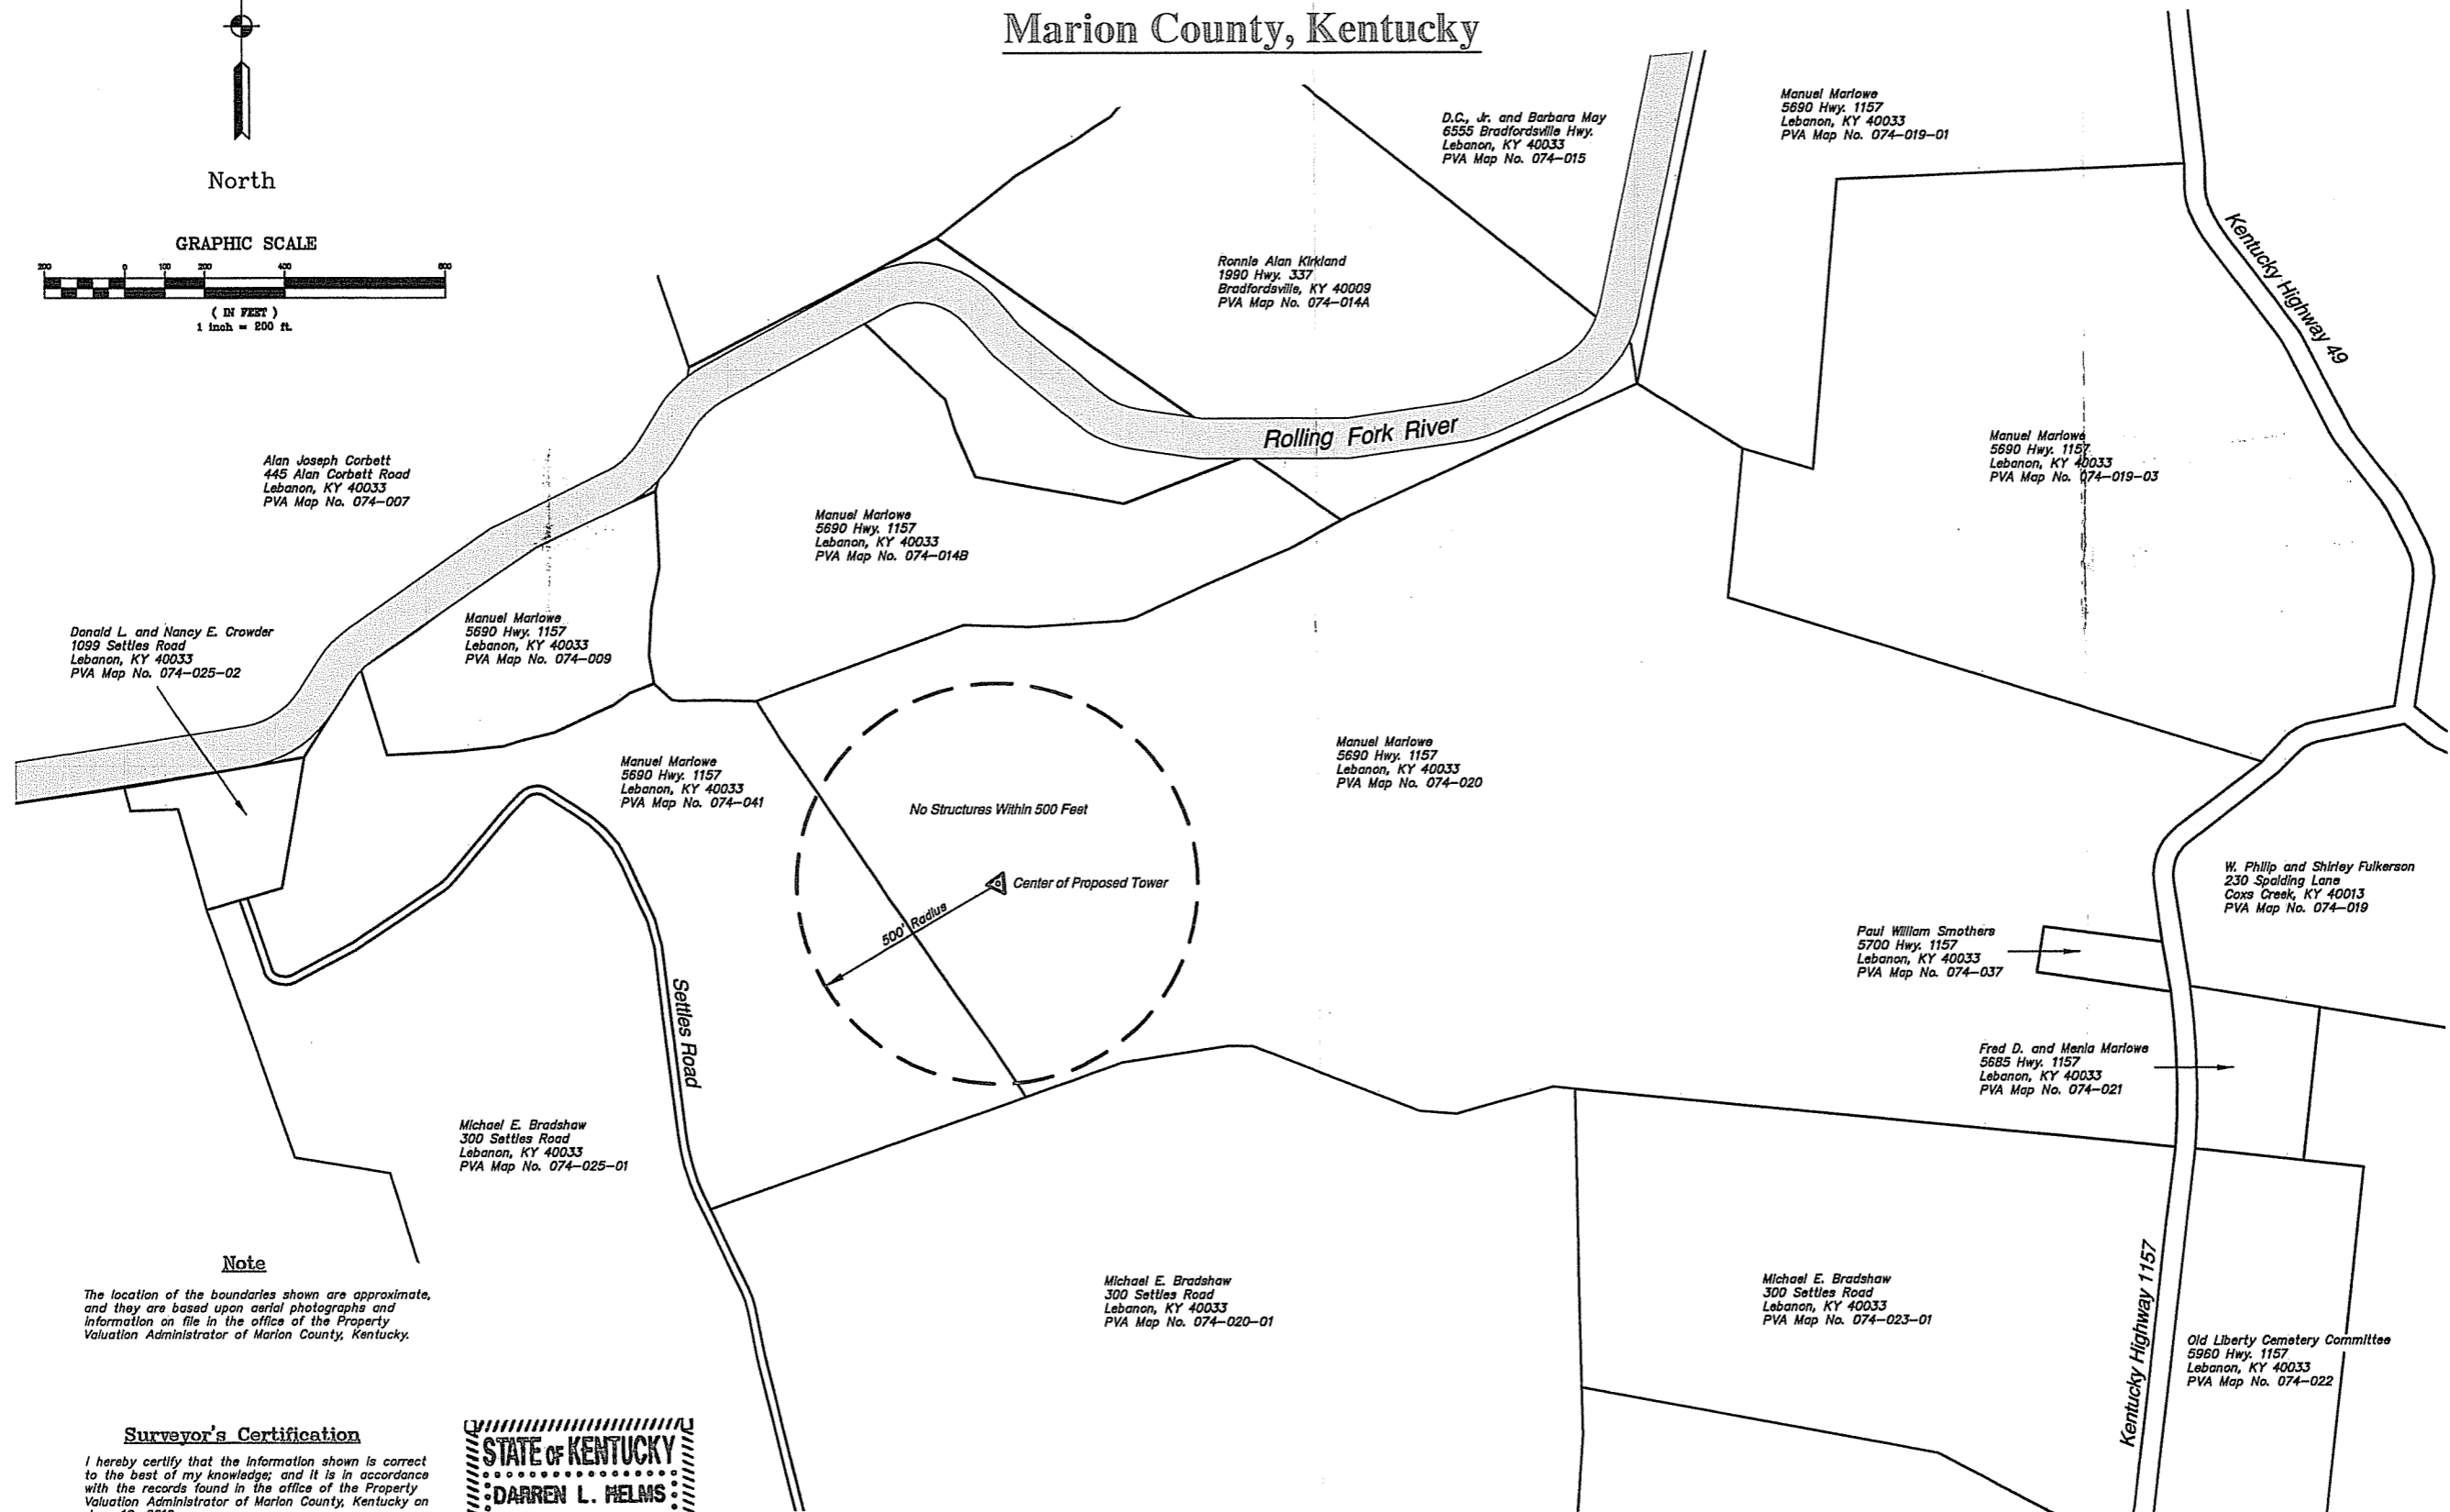 Marion County, Kentucky
North
GRAPHIC SCALE
200 0 100 200 400 800
( IN FEET )
1 inch = 200 ft.
D.C., Jr. and Barbara May
6555 Bradfordsville Hwy.
Lebanon, KY 40033
PVA Map No. 074-015
Manuel Marlowe
5690 Hwy. 1157
Lebanon, KY 40033
PVA Map No. 074-019-01
Kentucky Highway 49
Ronnie Alan Kirkland
1990 Hwy. 337
Bradfordsville, KY 40009
PVA Map No. 074-014A
Rolling Fork River
Manuel Marlowe
5690 Hwy. 1157
Lebanon, KY 40033
PVA Map No. 074-019-03
Alan Joseph Corbett
445 Alan Corbett Road
Lebanon, KY 40033
PVA Map No. 074-007
Manuel Marlowe
5690 Hwy. 1157
Lebanon, KY 40033
PVA Map No. 074-014B
Donald L. and Nancy E. Crowder
1099 Settles Road
Lebanon, KY 40033
PVA Map No. 074-025-02
Manuel Marlowe
5690 Hwy. 1157
Lebanon, KY 40033
PVA Map No. 074-009
Manuel Marlowe
5690 Hwy. 1157
Lebanon, KY 40033
PVA Map No. 074-041
Manuel Marlowe
5690 Hwy. 1157
Lebanon, KY 40033
PVA Map No. 074-020
No Structures Within 500 Feet
Center of Proposed Tower
500' Radius
W. Philip and Shirley Fulkerson
230 Spalding Lane
Coxs Creek, KY 40013
PVA Map No. 074-019
Paul William Smothers
5700 Hwy. 1157
Lebanon, KY 40033
PVA Map No. 074-037
Settles Road
Fred D. and Menia Marlowe
5685 Hwy. 1157
Lebanon, KY 40033
PVA Map No. 074-021
Michael E. Bradshaw
300 Settles Road
Lebanon, KY 40033
PVA Map No. 074-025-01
Michael E. Bradshaw
300 Settles Road
Lebanon, KY 40033
PVA Map No. 074-020-01
Michael E. Bradshaw
300 Settles Road
Lebanon, KY 40033
PVA Map No. 074-023-01
Kentucky Highway 1157
Old Liberty Cemetery Committee
5960 Hwy. 1157
Lebanon, KY 40033
PVA Map No. 074-022
Note
The location of the boundaries shown are approximate,
and they are based upon aerial photographs and
information on file in the office of the Property
Valuation Administrator of Marion County, Kentucky.
Surveyor's Certification
I hereby certify that the information shown is correct
to the best of my knowledge; and it is in accordance
with the records found in the office of the Property
Valuation Administrator of Marion County, Kentucky on
STATE OF KENTUCKY
DARREN L. HELMS